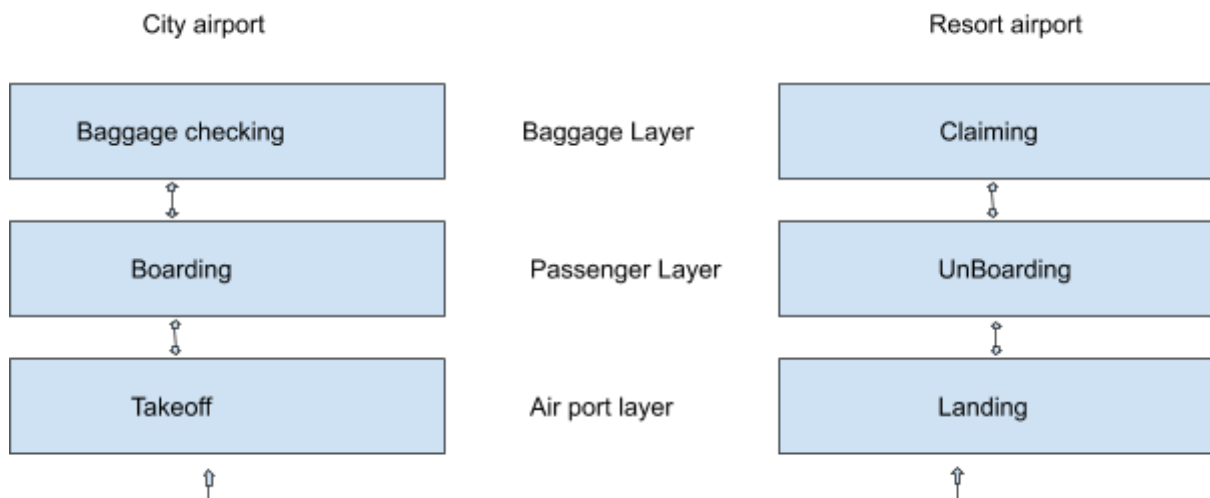 City airport
Resort airport
Baggage checking
Baggage Layer
Claiming
Boarding
Passenger Layer
UnBoarding
Takeoff
Air port layer
Landing